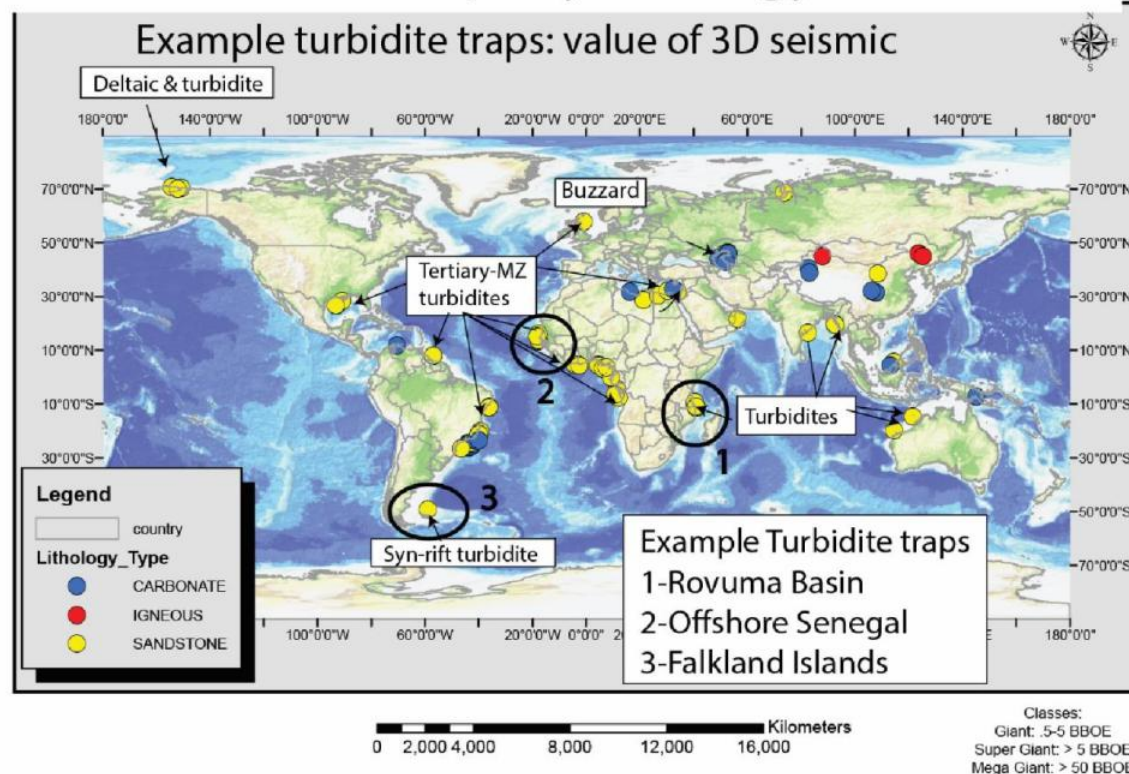 Example turbidite traps: value of 3D seismic
N
W E
S
Deltaic & turbidite
180°0'0" 140°0'0"W 100°0'0"W 60°0'0"W 20°0'0"W 0°0'0" 20°0'0"E 60°0'0"E 100°0'0"E 140°0'0"E 180°0'0"
70°0'0"N 70°0'0"N
Buzzard
50°0'0"N 50°0'0"N
Tertiary-MZ
turbidites
30°0'0"N 30°0'0"N
10°0'0"N 10°0'0"N
2
10°0'0"S 10°0'0"S
Turbidites
1
30°0'0"S 30°0'0"S
3
Legend
country
Lithology_Type
CARBONATE
IGNEOUS
SANDSTONE
50°0'0"S
Syn-rift turbidite
70°0'0"S
Example Turbidite traps
1-Rovuma Basin
2-Offshore Senegal
3-Falkland Islands
100°0'0"W 60°0'0"W 20°0'0"W 0°0'0" 180°0'0"
Kilometers
0 2,000 4,000 8,000 12,000 16,000
Classes:
Giant: .5-5 BBOE
Super Giant: > 5 BBOE
Mega Giant: > 50 BBOE